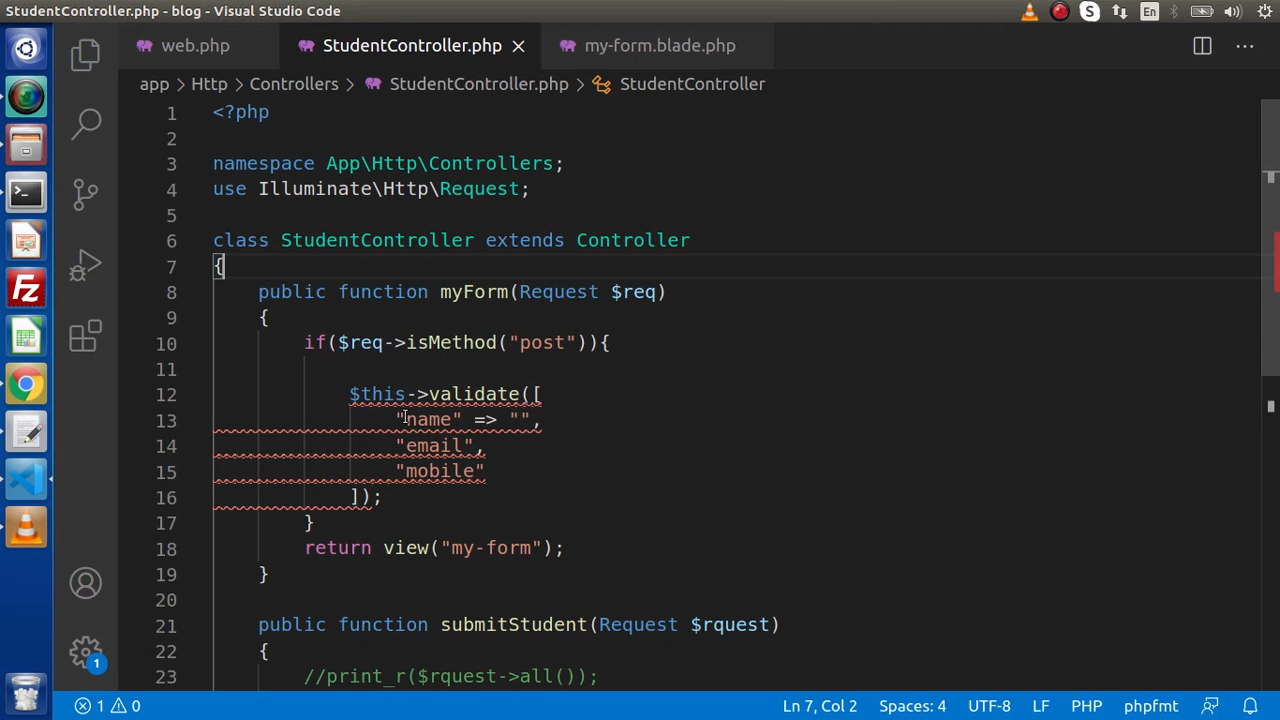 StudentController.php - blog - Visual Studio Code
En
web.php
StudentController.php
my-form.blade.php
app > Http > Controllers > StudentController.php > StudentController
1 <?php
2
3 namespace App\Http\Controllers;
4 use Illuminate\Http\Request;
5
6 class StudentController extends Controller
7 {
8 public function myForm(Request $req)
9 {
10 if($req->isMethod("post")){
11
12 $this->validate([
13 "name" => "",
14 "email",
15 "mobile"
16 ]);
17 }
18 return view("my-form");
19 }
20
21 public function submitStudent(Request $rquest)
22 {
23 //print_r($rquest->all());
1
1 0
Ln 7, Col 2
Spaces: 4
UTF-8
LF
PHP
phpfmt